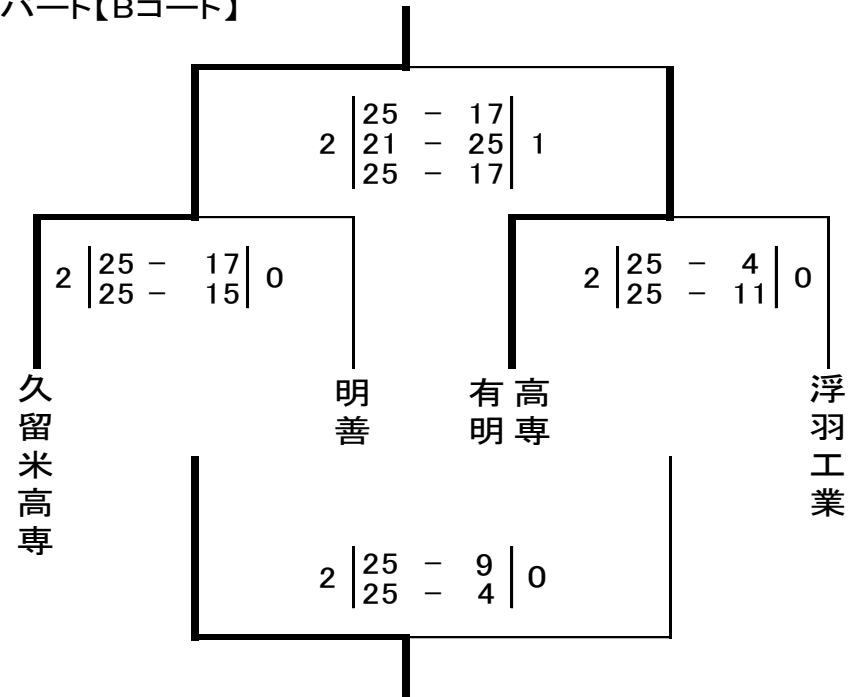 パート【Bコート】
25 - 17
2 21 - 25 1
25 - 17
2 25 - 17 0
25 - 15
2 25 - 4 0
25 - 11
久留米高専
明善
有明高専
浮羽工業
2 25 - 9 0
25 - 4